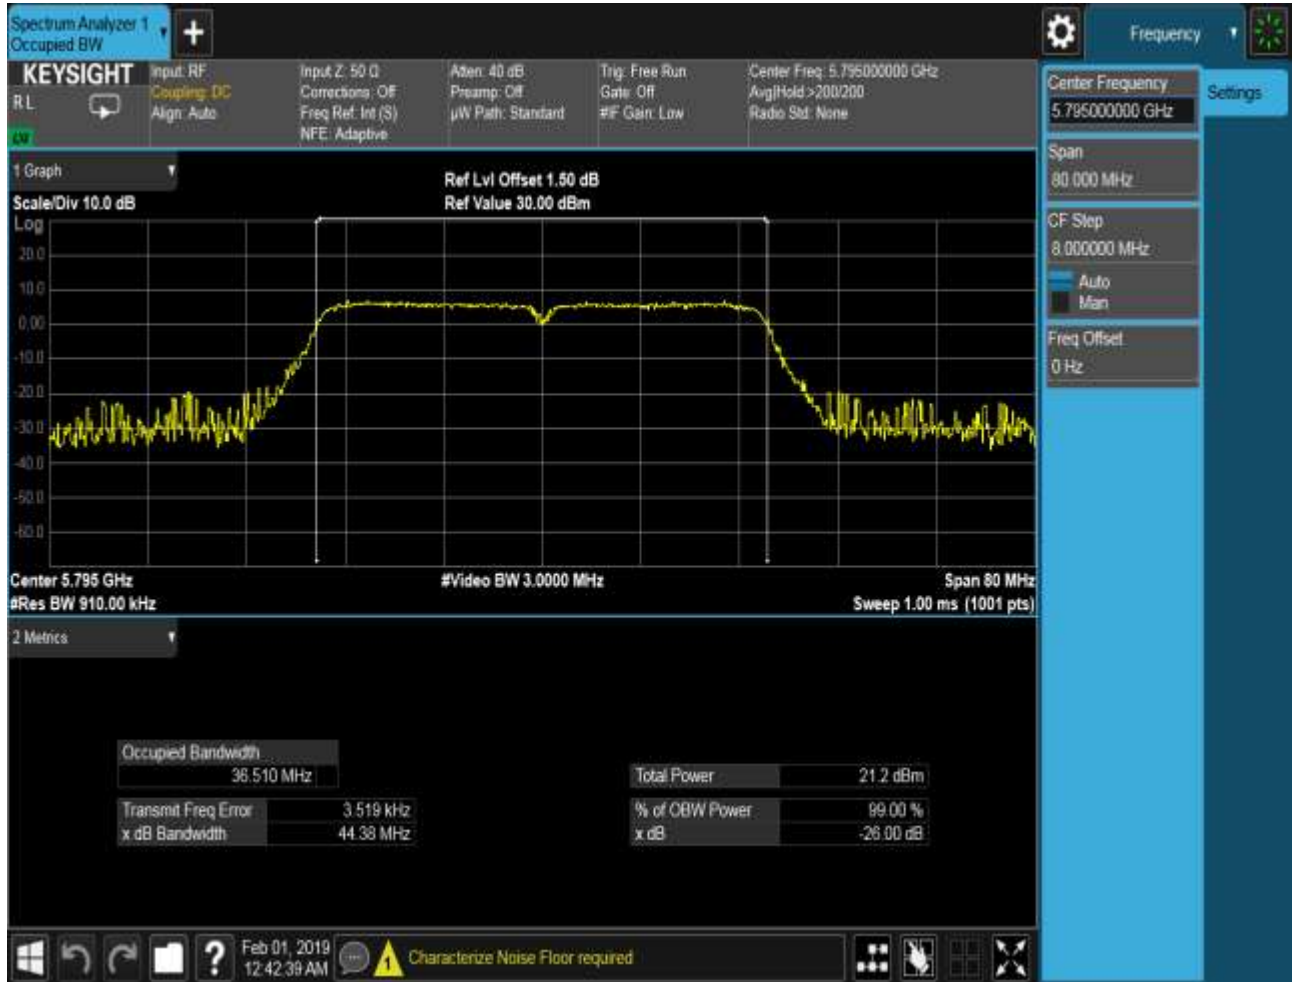 Spectrum Analyzer 1
Occupied BW
Frequency
KEYSIGHT
RL
Input: RF
Coupling: DC
Align: Auto
Input Z: 50 Ω
Corrections: Off
Freq Ref: Int (S)
NFE: Adaptive
Atten: 40 dB
Preamp: Off
µW Path: Standard
Trig: Free Run
Gate: Off
#IF Gain: Low
Center Freq: 5.795000000 GHz
Avg|Hold:>200/200
Radio Std: None
Center Frequency
5.795000000 GHz
Settings
Span
80.000 MHz
CF Step
8.000000 MHz
Auto
Man
Freq Offset
0 Hz
1 Graph
Scale/Div 10.0 dB
Ref Lvl Offset 1.50 dB
Ref Value 30.00 dBm
Log
20.0
10.0
0.00
-10.0
-20.0
-30.0
-40.0
-50.0
-60.0
Center 5.795 GHz
#Video BW 3.0000 MHz
Span 80 MHz
#Res BW 910.00 kHz
Sweep 1.00 ms (1001 pts)
2 Metrics
Occupied Bandwidth
36.510 MHz
Total Power 21.2 dBm
Transmit Freq Error 3.519 kHz
% of OBW Power 99.00 %
x dB Bandwidth 44.38 MHz
x dB -26.00 dB
?
Feb 01, 2019
12:42:39 AM
1
Characterize Noise Floor required